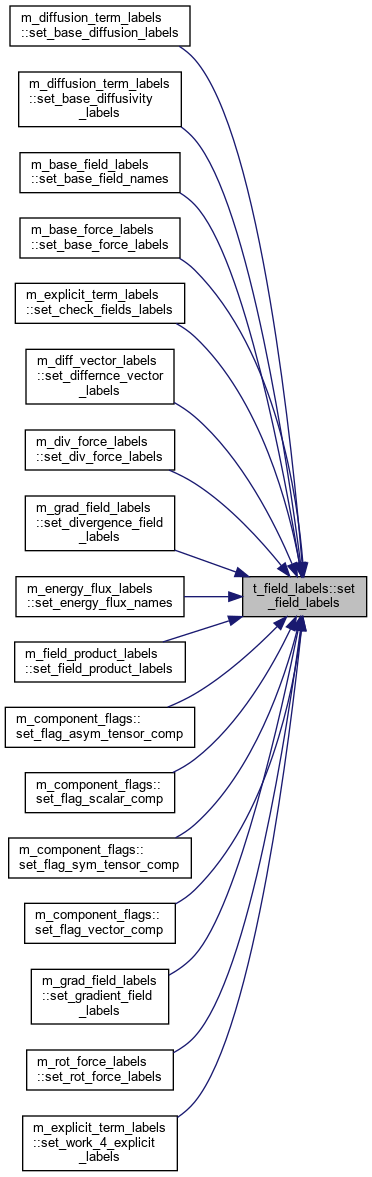 m_diffusion_term_labels
::set_base_diffusion_labels
m_diffusion_term_labels
::set_base_diffusivity
_labels
m_base_field_labels
::set_base_field_names
m_base_force_labels
::set_base_force_labels
m_explicit_term_labels
::set_check_fields_labels
m_diff_vector_labels
::set_differnce_vector
_labels
m_div_force_labels
::set_div_force_labels
m_grad_field_labels
::set_divergence_field
_labels
t_field_labels::set
_field_labels
m_energy_flux_labels
::set_energy_flux_names
m_field_product_labels
::set_field_product_labels
m_component_flags::
set_flag_asym_tensor_comp
m_component_flags::
set_flag_scalar_comp
m_component_flags::
set_flag_sym_tensor_comp
m_component_flags::
set_flag_vector_comp
m_grad_field_labels
::set_gradient_field
_labels
m_rot_force_labels
::set_rot_force_labels
m_explicit_term_labels
::set_work_4_explicit
_labels